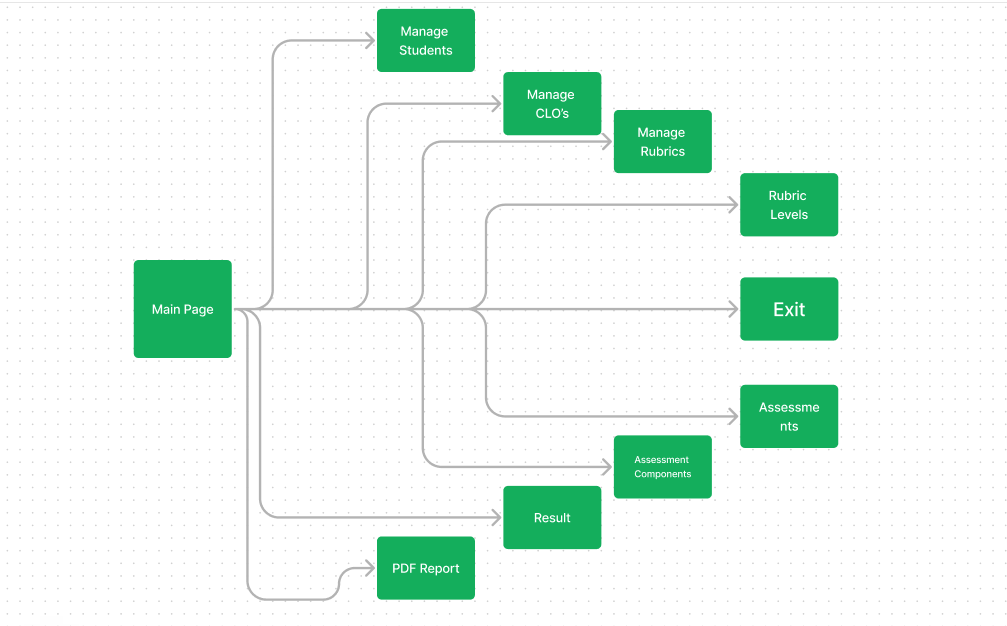 Manage
Students
Manage
CLO's
Manage
Rubrics
Rubric
Levels
Main Page
Exit
Assessme
nts
Assessment
Components
Result
PDF Report